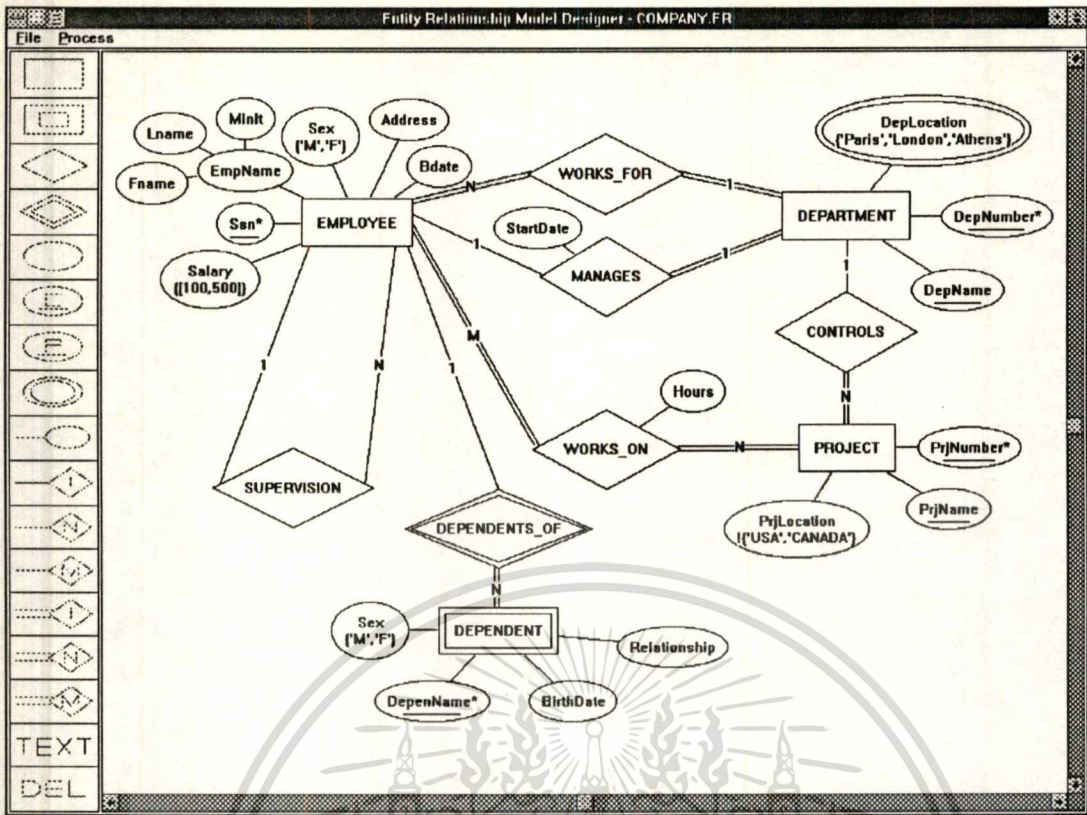 Entity Relationship Model Designer - COMPANY.ER
File Process
TEXT
DEL
Lname
Minit
Sex
{'M','F'}
Address
Fname
EmpName
Bdate
Ssn*
EMPLOYEE
Salary
{[100,500]}
N
WORKS_FOR
1
DepLocation
{'Paris','London','Athens'}
DEPARTMENT
DepNumber*
DepName
StartDate
1
MANAGES
1
1
CONTROLS
N
1
N
SUPERVISION
M
1
Hours
WORKS_ON
N
PROJECT
PrjNumber*
PrjName
PrjLocation
!{'USA','CANADA'}
DEPENDENTS_OF
N
Sex
{'M','F'}
DEPENDENT
Relationship
DepenName*
BirthDate